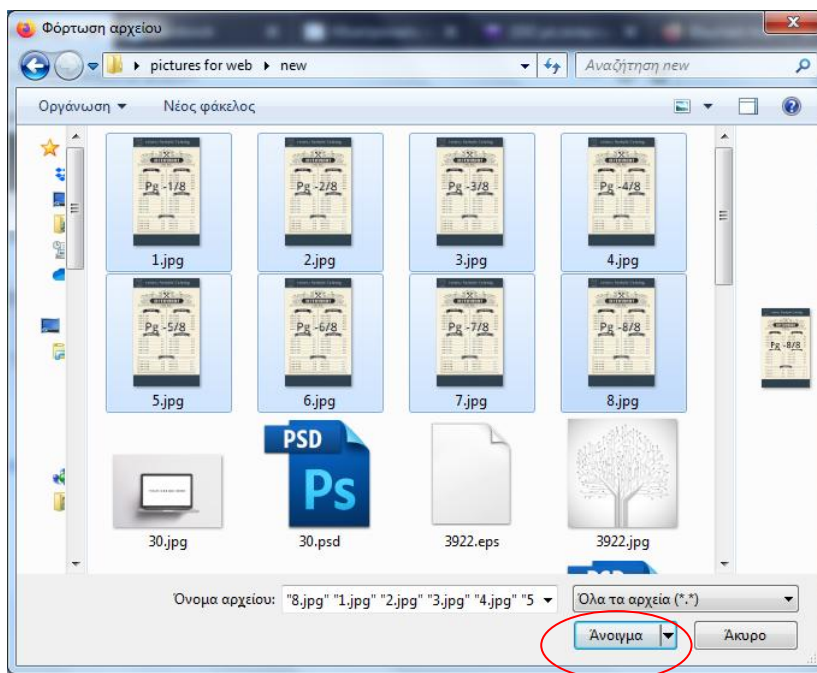 Φόρτωση αρχείου
pictures for web new
Αναζήτηση new
Οργάνωση Νέος φάκελος
Pg -1/8 Pg -2/8 Pg -3/8 Pg -4/8
1.jpg 2.jpg 3.jpg 4.jpg
Pg -5/8 Pg -6/8 Pg -7/8 Pg -8/8
Pg -8/8
5.jpg 6.jpg 7.jpg 8.jpg
PSD
Ps
30.jpg 30.psd 3922.eps 3922.jpg
Όνομα αρχείου: "8.jpg" "1.jpg" "2.jpg" "3.jpg" "4.jpg" "5 Όλα τα αρχεία (*.*)
Άνοιγμα Άκυρο